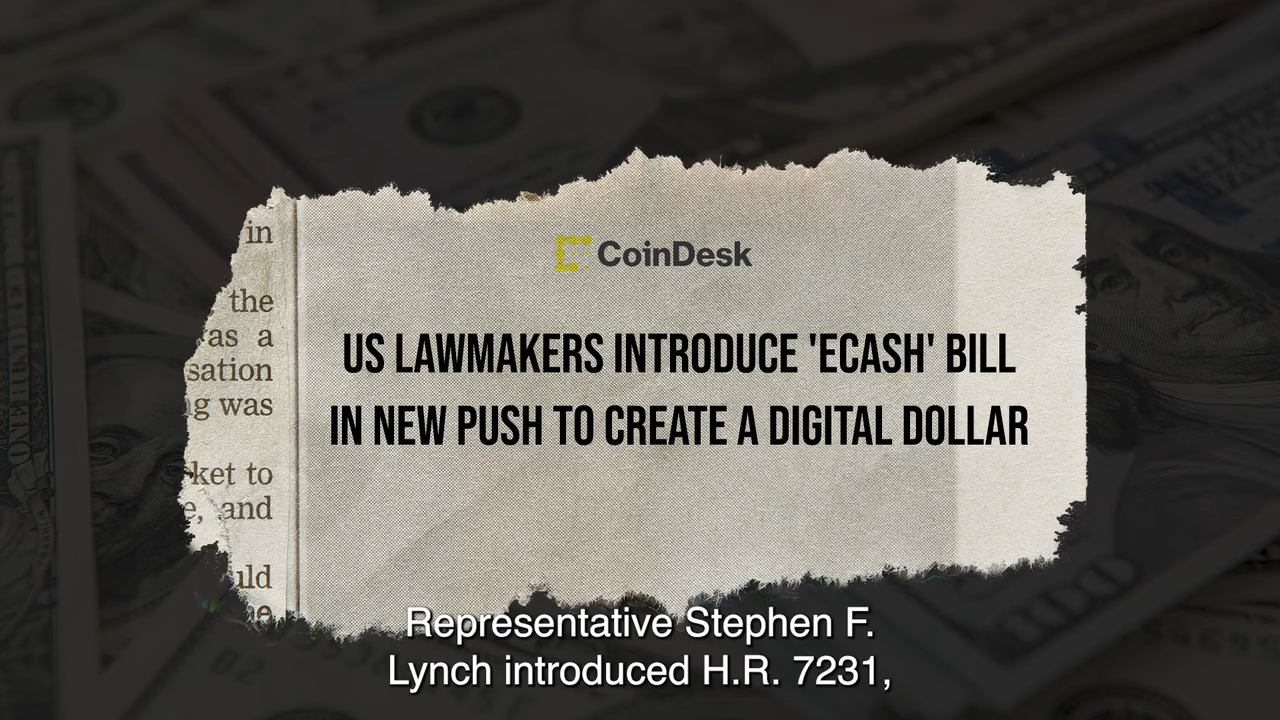 CoinDesk
US LAWMAKERS INTRODUCE 'ECASH' BILL
IN NEW PUSH TO CREATE A DIGITAL DOLLAR
in
the
as a
sation
was
ket to
and
Representative Stephen F.
Lynch introduced H.R. 7231,